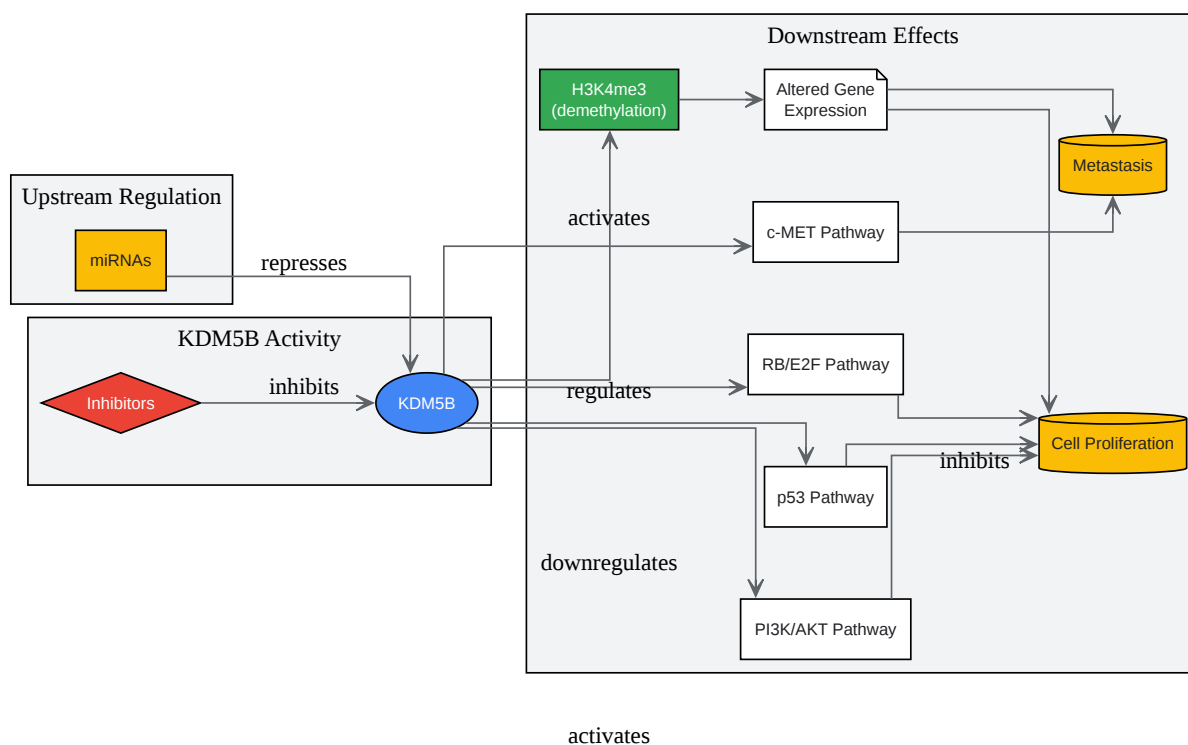 Downstream Effects
H3K4me3
(demethylation)
Altered Gene
Expression
Metastasis
Upstream Regulation
miRNAs
represses
activates
c-MET Pathway
KDM5B Activity
Inhibitors
inhibits
KDM5B
regulates
RB/E2F Pathway
Cell Proliferation
inhibits
p53 Pathway
downregulates
PI3K/AKT Pathway
activates